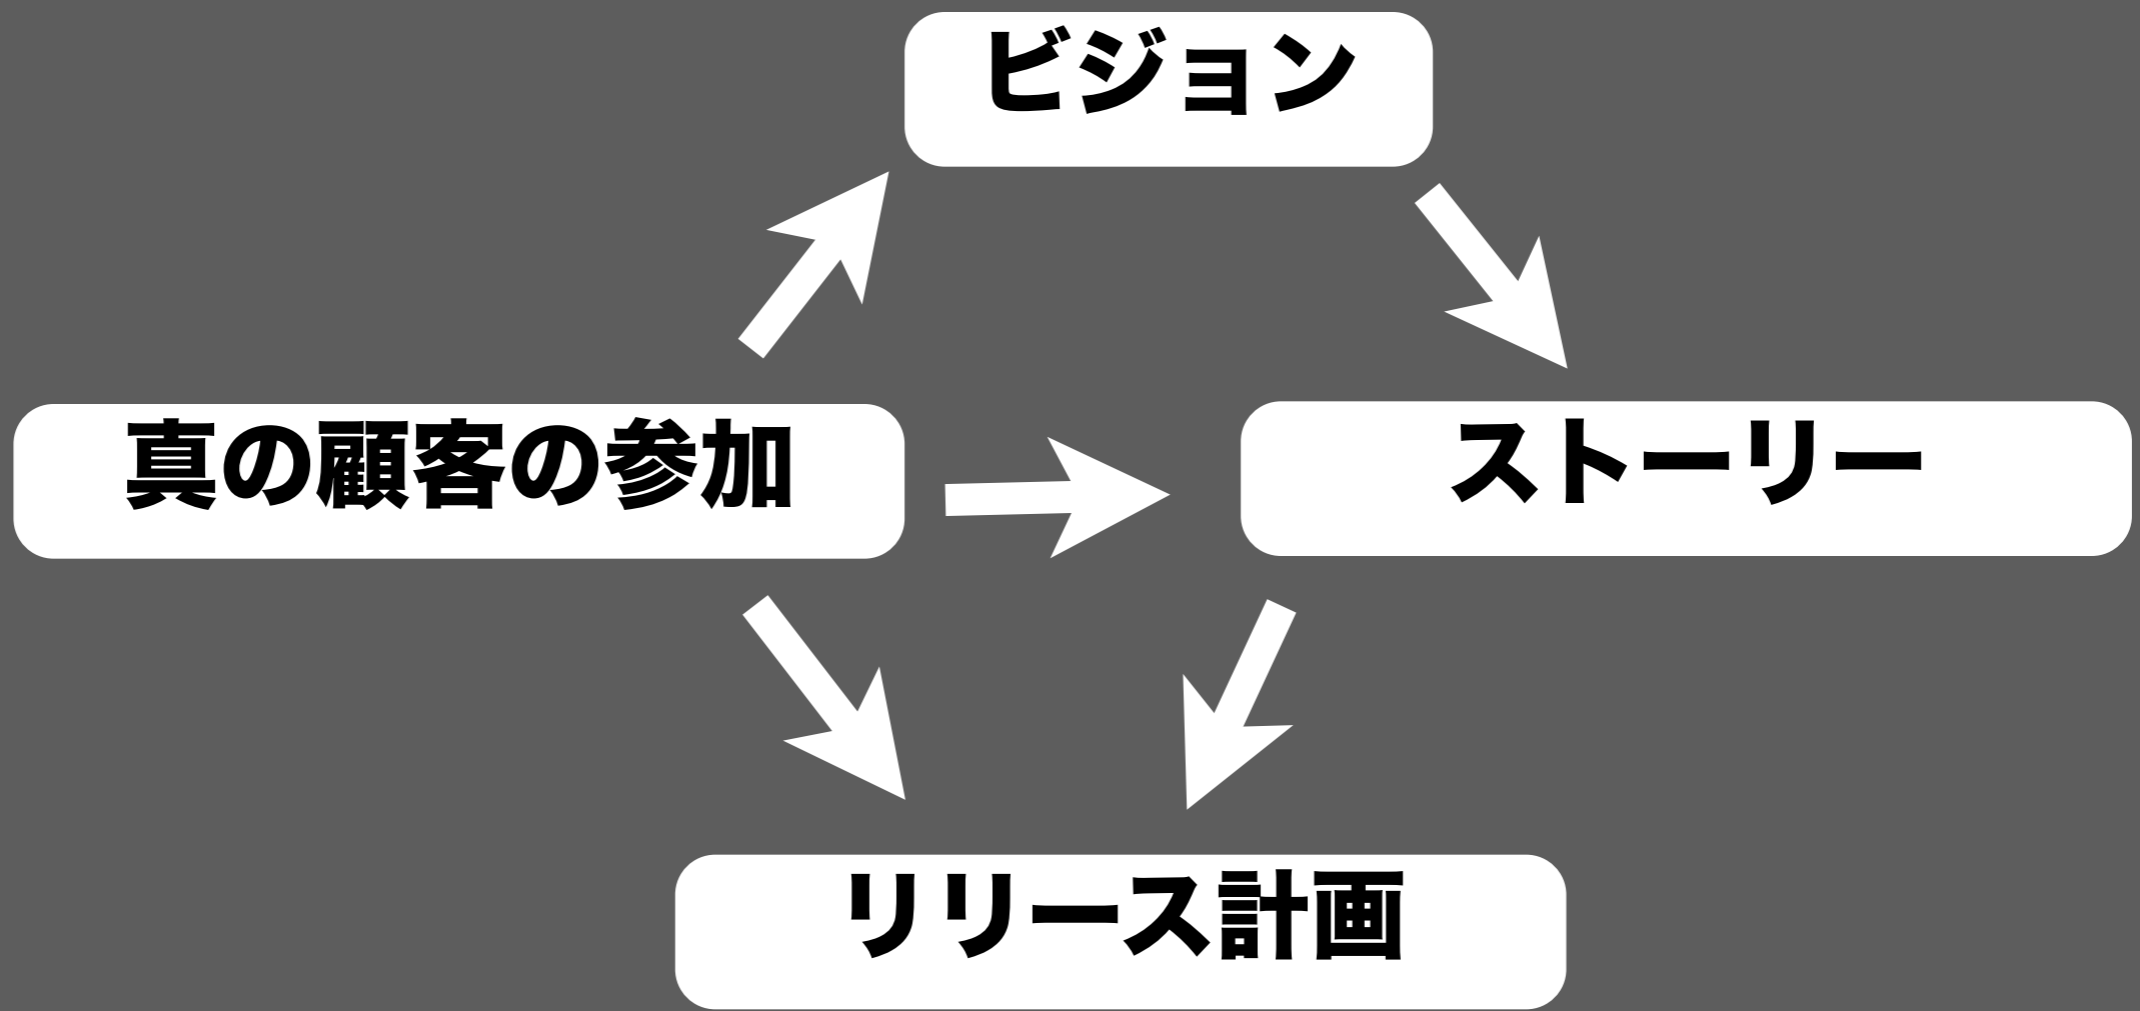 ビジョン
真の顧客の参加
ストーリー
リリース計画